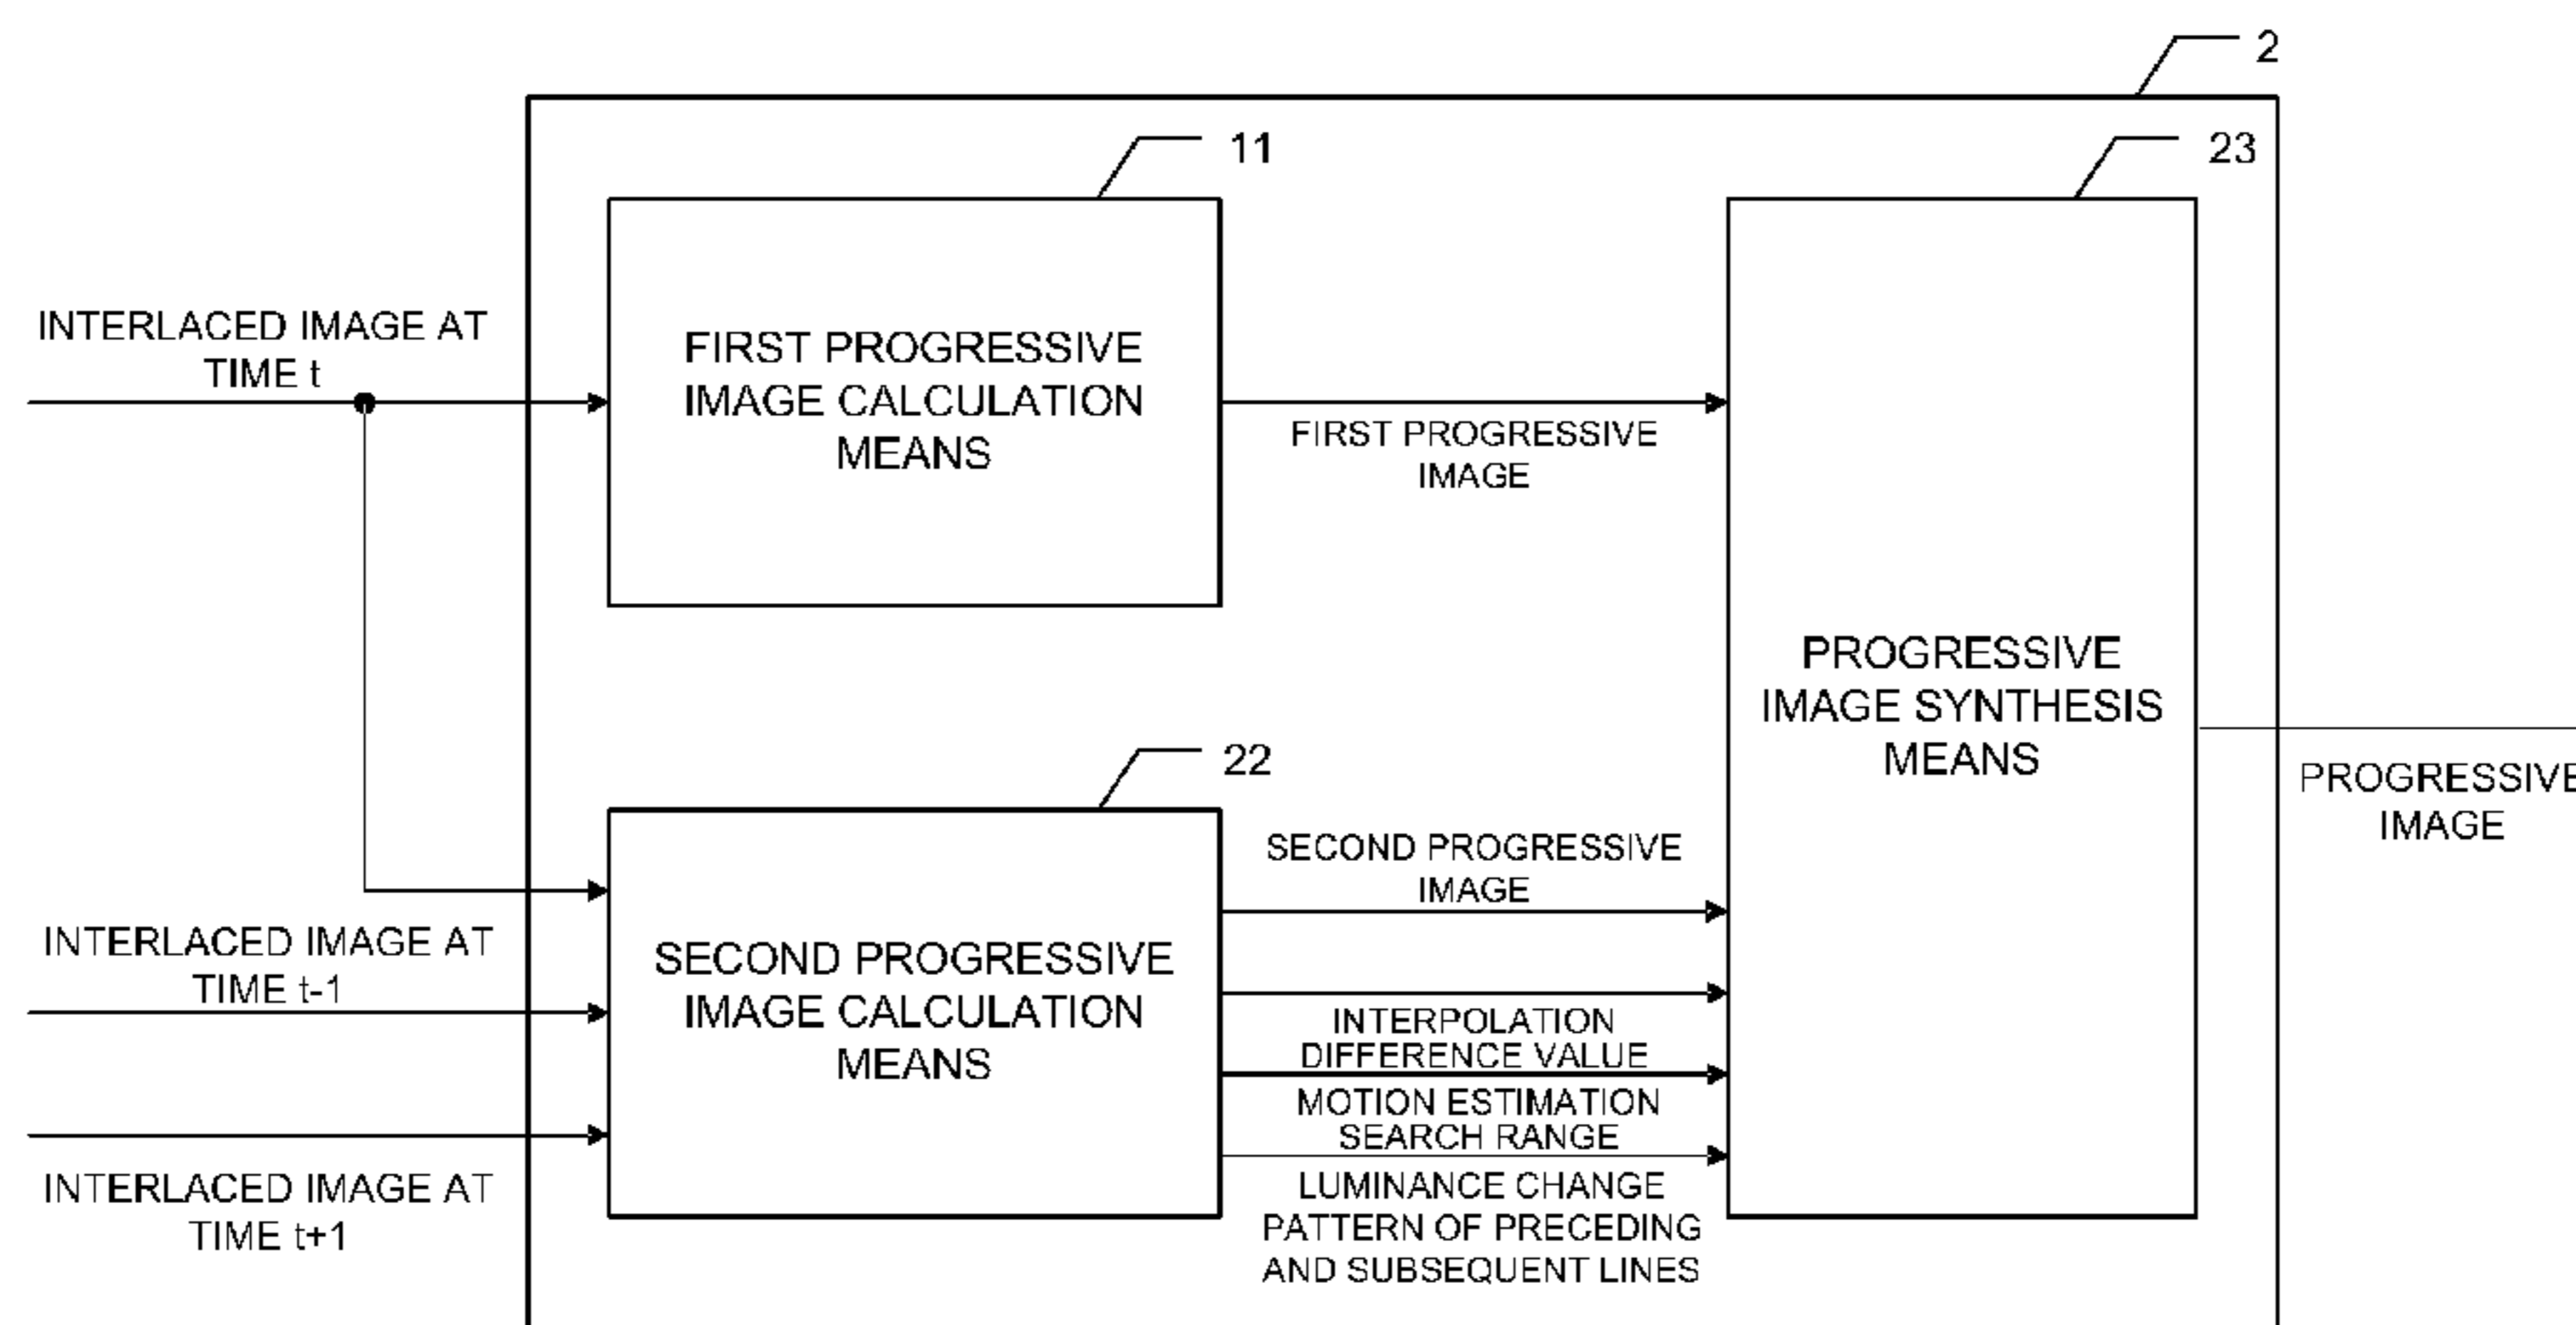 2
11
23
INTERLACED IMAGE AT
TIME t
FIRST PROGRESSIVE
IMAGE CALCULATION
MEANS
FIRST PROGRESSIVE
IMAGE
PROGRESSIVE
IMAGE SYNTHESIS
MEANS
PROGRESSIVE
IMAGE
22
INTERLACED IMAGE AT
TIME t-1
INTERLACED IMAGE AT
TIME t+1
SECOND PROGRESSIVE
IMAGE CALCULATION
MEANS
SECOND PROGRESSIVE
IMAGE
INTERPOLATION
DIFFERENCE VALUE
MOTION ESTIMATION
SEARCH RANGE
LUMINANCE CHANGE
PATTERN OF PRECEDING
AND SUBSEQUENT LINES